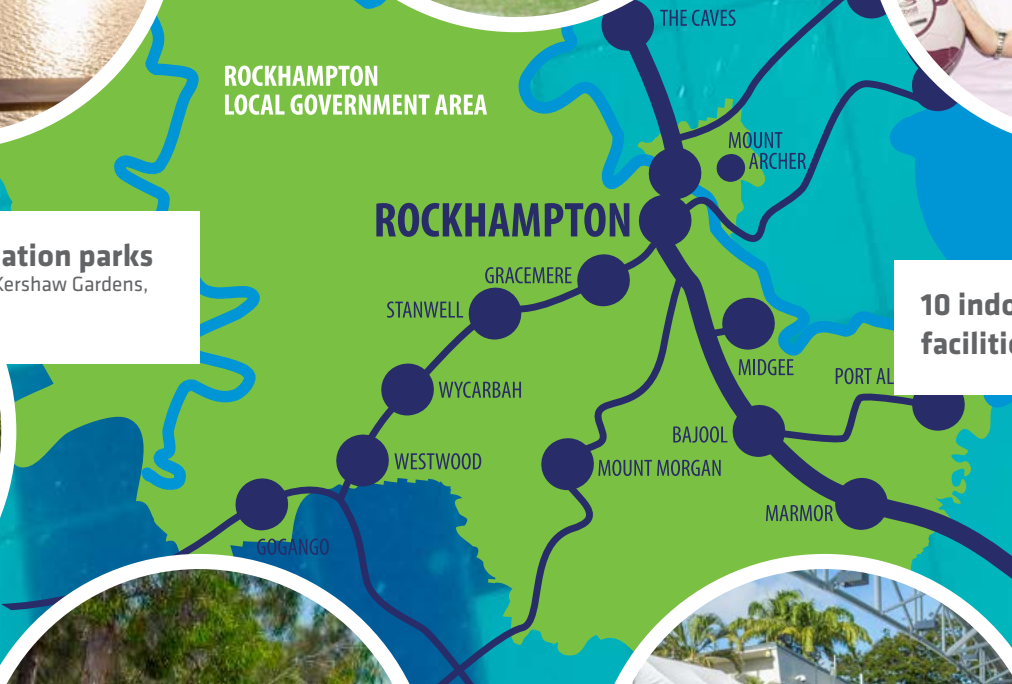 THE CAVES
ROCKHAMPTON
LOCAL GOVERNMENT AREA
MOUNT
ARCHER
ROCKHAMPTON
ation parks
Kershaw Gardens,
GRACEMERE
STANWELL
10 indo
faciliti
MIDGEE
PORT AL
WYCARBAH
BAJOOL
WESTWOOD
MOUNT MORGAN
MARMOR
GOGANGO